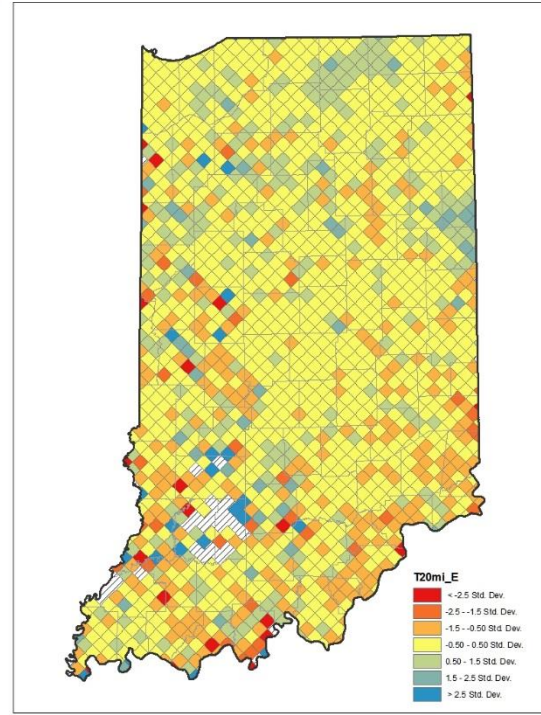 T20mi_E
< -2.5 Std. Dev.
-2.5 - -1.5 Std. Dev.
-1.5 - -0.50 Std. Dev.
-0.50 - 0.50 Std. Dev.
0.50 - 1.5 Std. Dev.
1.5 - 2.5 Std. Dev.
> 2.5 Std. Dev.